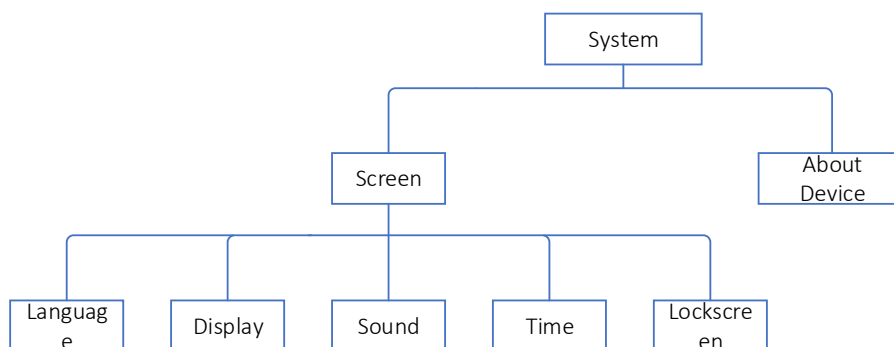 System
Screen
About
Device
Languag
e
Display
Sound
Time
Lockscre
en